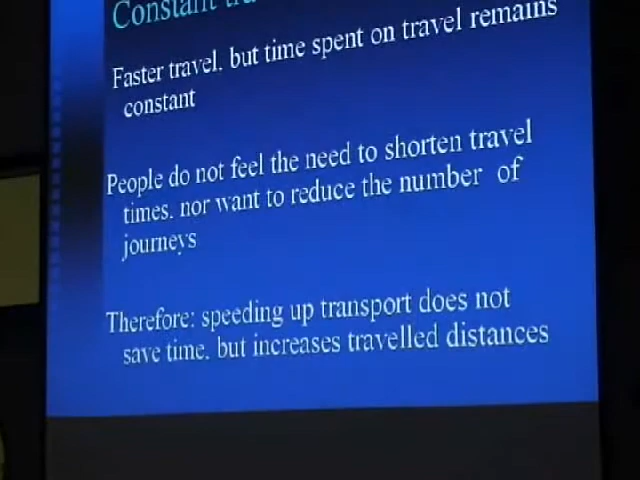 Constant
Faster travel, but time spent on travel remains
constant
People do not feel the need to shorten travel
times, nor want to reduce the number of
journeys
Therefore: speeding up transport does not
save time, but increases travelled distances